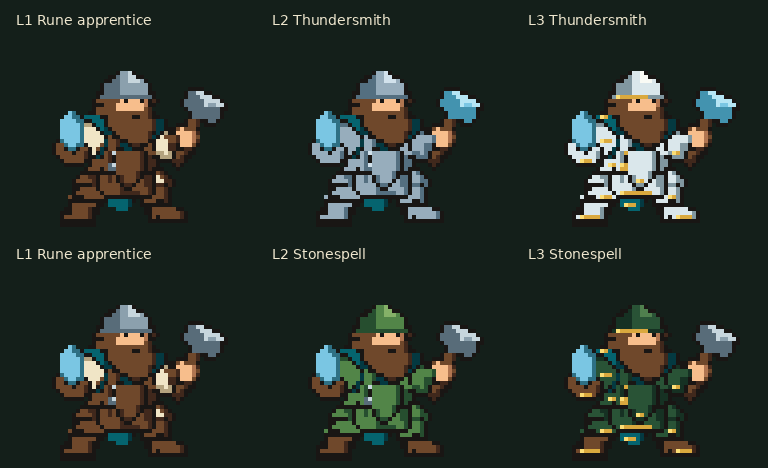 L1 Rune apprentice
L2 Thundersmith
L3 Thundersmith
L1 Rune apprentice
L2 Stonespell
L3 Stonespell